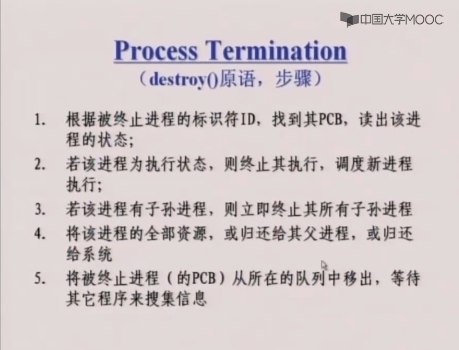 中国大学MOOC
Process Termination
(destroy()原语，步骤)
1. 根据被终止进程的标识符ID，找到其PCB，读出该进
程的状态；
2. 若该进程为执行状态，则终止其执行，调度新进程
执行；
3. 若该进程有子孙进程，则立即终止其所有子孙进程
4. 将该进程的全部资源，或归还给其父进程，或归还
给系统
5. 将被终止进程（的PCB）从所在的队列中移出，等待
其它程序来搜集信息